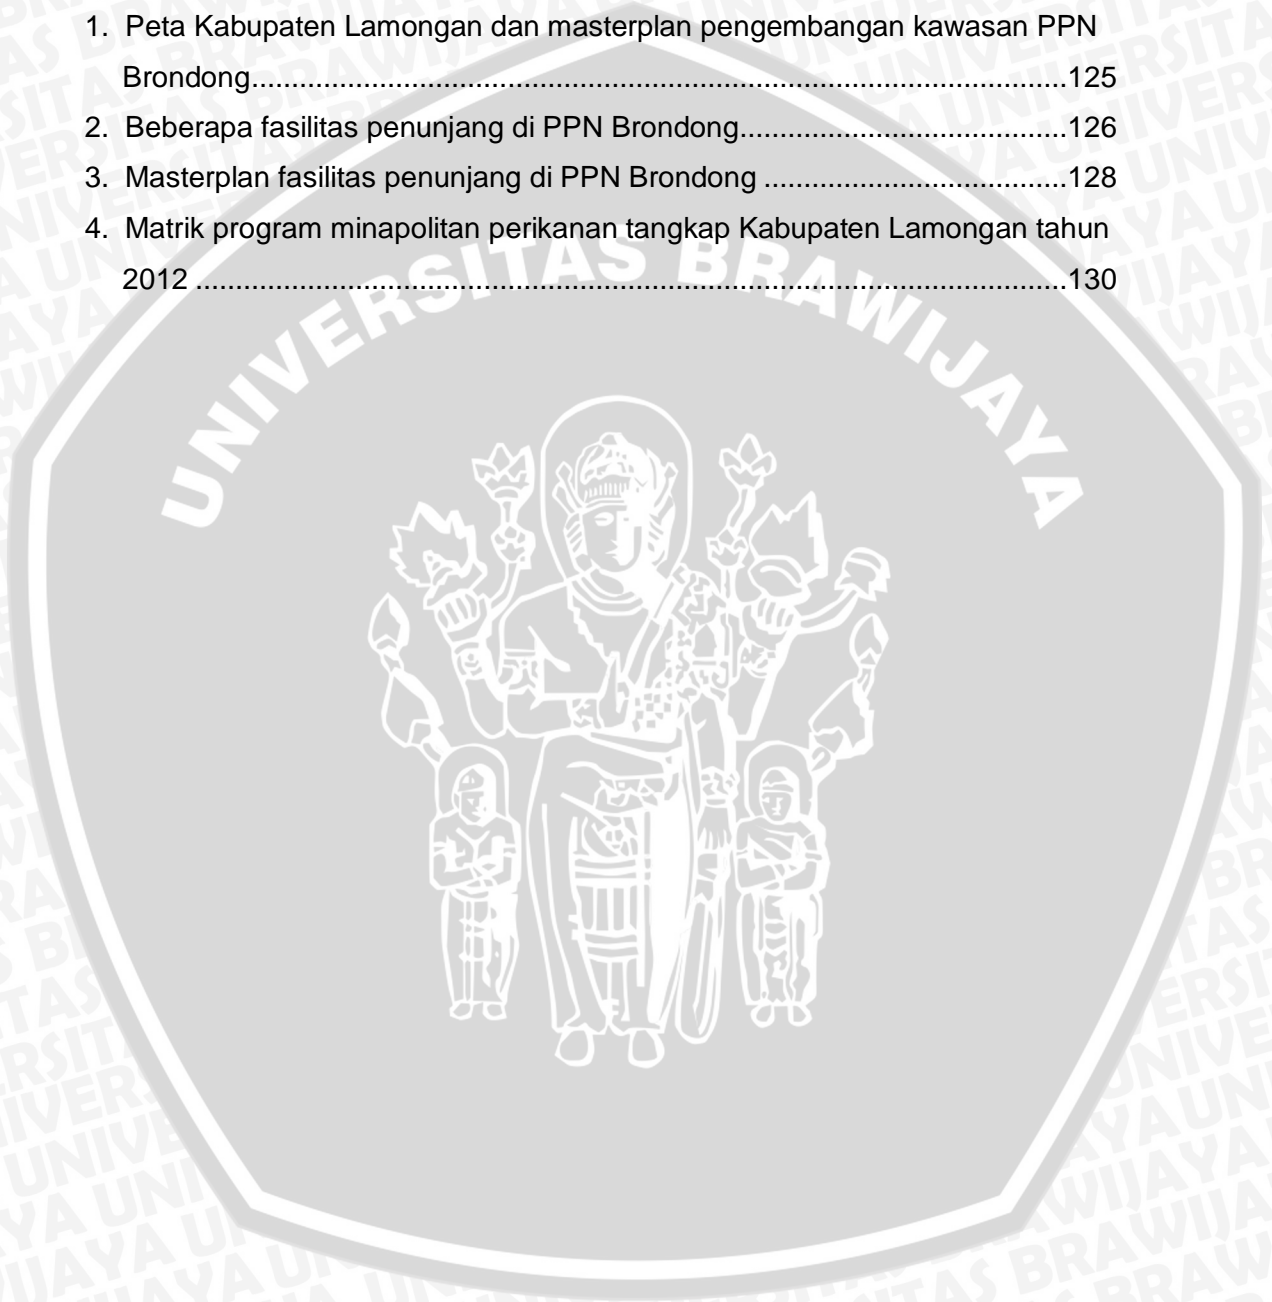 1. Peta Kabupaten Lamongan dan masterplan pengembangan kawasan PPN
Brondong.....................................................................................125
2. Beberapa fasilitas penunjang di PPN Brondong..................................126
3. Masterplan fasilitas penunjang di PPN Brondong ................................128
4. Matrik program minapolitan perikanan tangkap Kabupaten Lamongan tahun
2012 ...........................................................................................130
UNIVERSITAS BRAWIJAYA